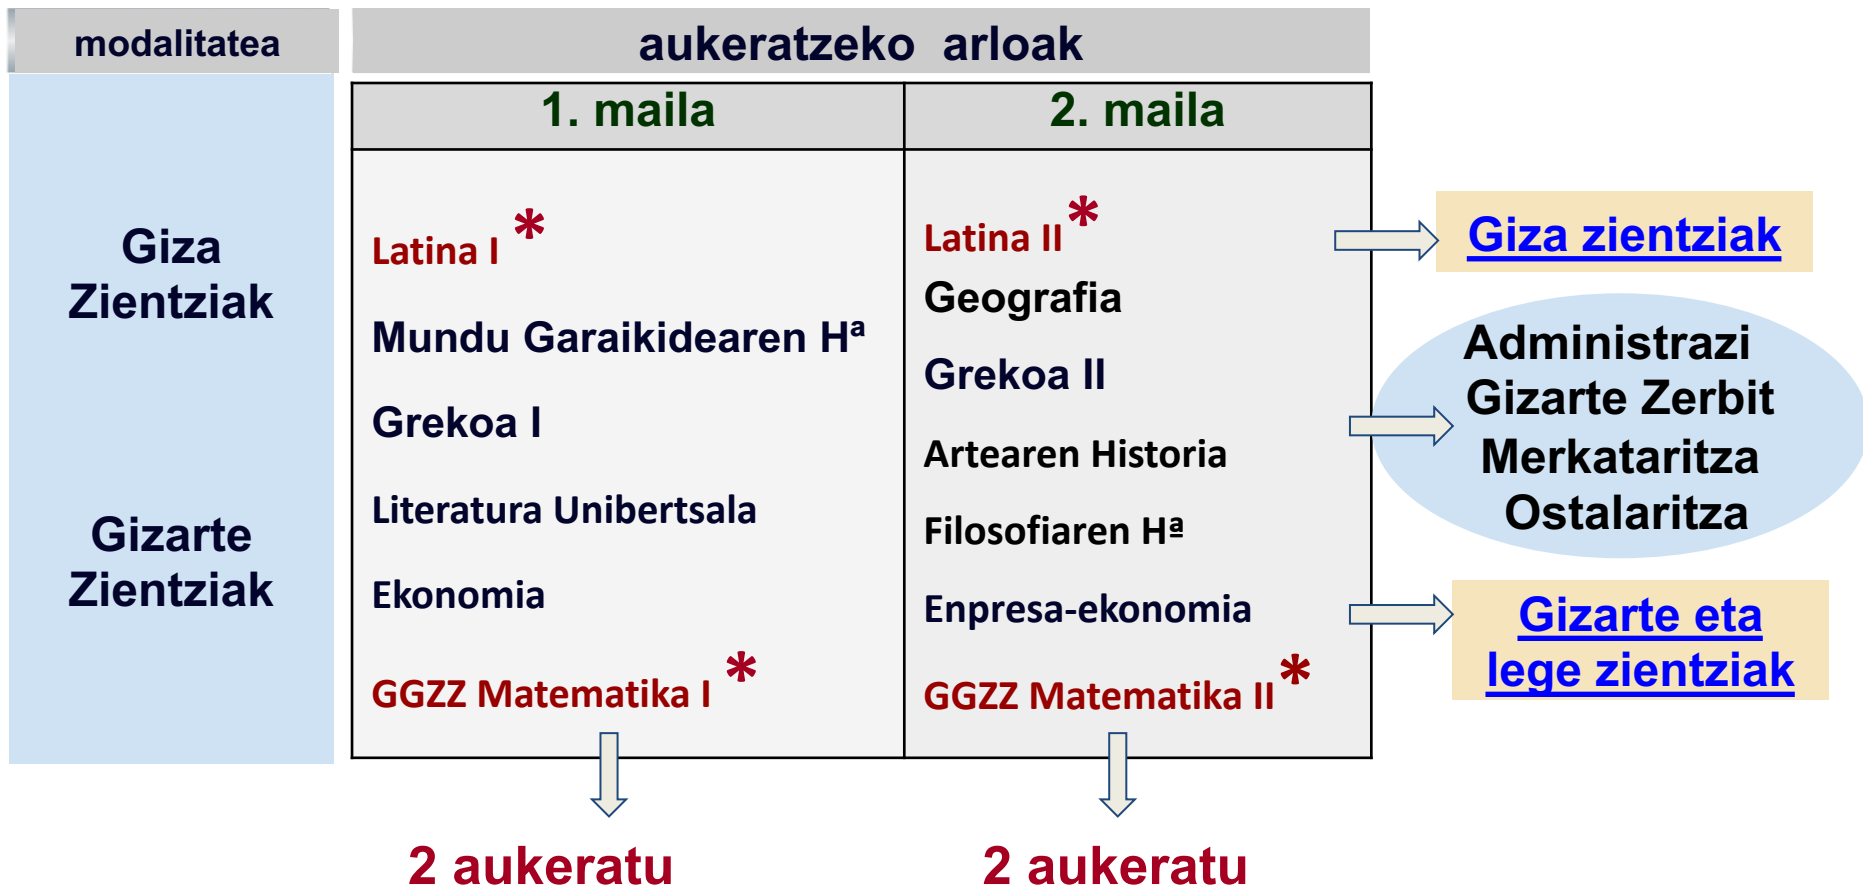 modalitatea
aukeratzeko arloak
1. maila
2. maila
Giza
Zientziak
Gizarte
Zientziak
Latina I *
Mundu Garaikidearen Hª
Grekoa I
Literatura Unibertsala
Ekonomia
GGZZ Matematika I *
2 aukeratu
Latina II *
Geografia
Grekoa II
Artearen Historia
Filosofiaren Hª
Enpresa-ekonomia
GGZZ Matematika II *
2 aukeratu
Giza zientziak
Administrazi
Gizarte Zerbit
Merkataritza
Ostalaritza
Gizarte eta
lege zientziak